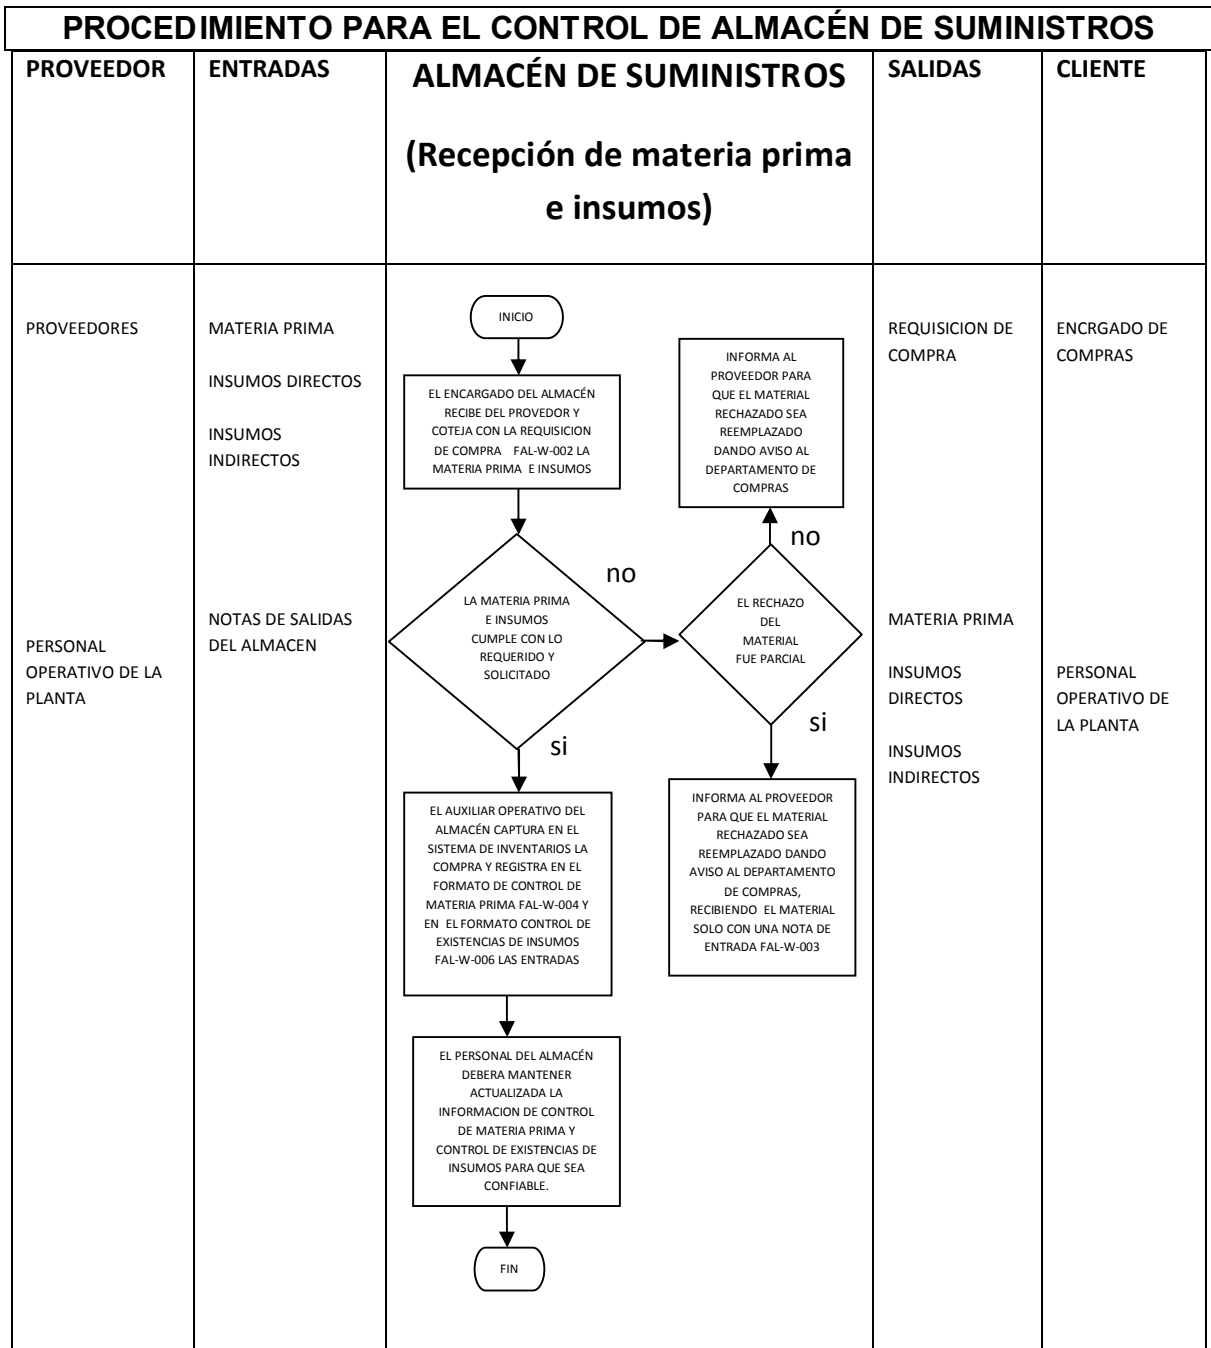 PROCEDIMIENTO PARA EL CONTROL DE ALMACÉN DE SUMINISTROS
PROVEEDOR
ENTRADAS
ALMACÉN DE SUMINISTROS
(Recepción de materia prima
e insumos)
SALIDAS
CLIENTE
PROVEEDORES
PERSONAL
OPERATIVO DE LA
PLANTA
MATERIA PRIMA
INSUMOS DIRECTOS
INSUMOS
INDIRECTOS
NOTAS DE SALIDAS
DEL ALMACEN
INICIO
EL ENCARGADO DEL ALMACÉN
RECIBE DEL PROVEDOR Y
COTEJA CON LA REQUISICION
DE COMPRA FAL-W-002 LA
MATERIA PRIMA E INSUMOS
LA MATERIA PRIMA
E INSUMOS
CUMPLE CON LO
REQUERIDO Y
SOLICITADO
no
si
EL AUXILIAR OPERATIVO DEL
ALMACÉN CAPTURA EN EL
SISTEMA DE INVENTARIOS LA
COMPRA Y REGISTRA EN EL
FORMATO DE CONTROL DE
MATERIA PRIMA FAL-W-004 Y
EN EL FORMATO CONTROL DE
EXISTENCIAS DE INSUMOS
FAL-W-006 LAS ENTRADAS
EL PERSONAL DEL ALMACÉN
DEBERA MANTENER
ACTUALIZADA LA
INFORMACION DE CONTROL
DE MATERIA PRIMA Y
CONTROL DE EXISTENCIAS DE
INSUMOS PARA QUE SEA
CONFIABLE.
FIN
INFORMA AL
PROVEEDOR PARA
QUE EL MATERIAL
RECHAZADO SEA
REEMPLAZADO
DANDO AVISO AL
DEPARTAMENTO DE
COMPRAS
no
EL RECHAZO
DEL
MATERIAL
FUE PARCIAL
si
INFORMA AL PROVEEDOR
PARA QUE EL MATERIAL
RECHAZADO SEA
REEMPLAZADO DANDO
AVISO AL DEPARTAMENTO
DE COMPRAS,
RECIBIENDO EL MATERIAL
SOLO CON UNA NOTA DE
ENTRADA FAL-W-003
REQUISICION DE
COMPRA
MATERIA PRIMA
INSUMOS
DIRECTOS
INSUMOS
INDIRECTOS
ENCRGADO DE
COMPRAS
PERSONAL
OPERATIVO DE
LA PLANTA